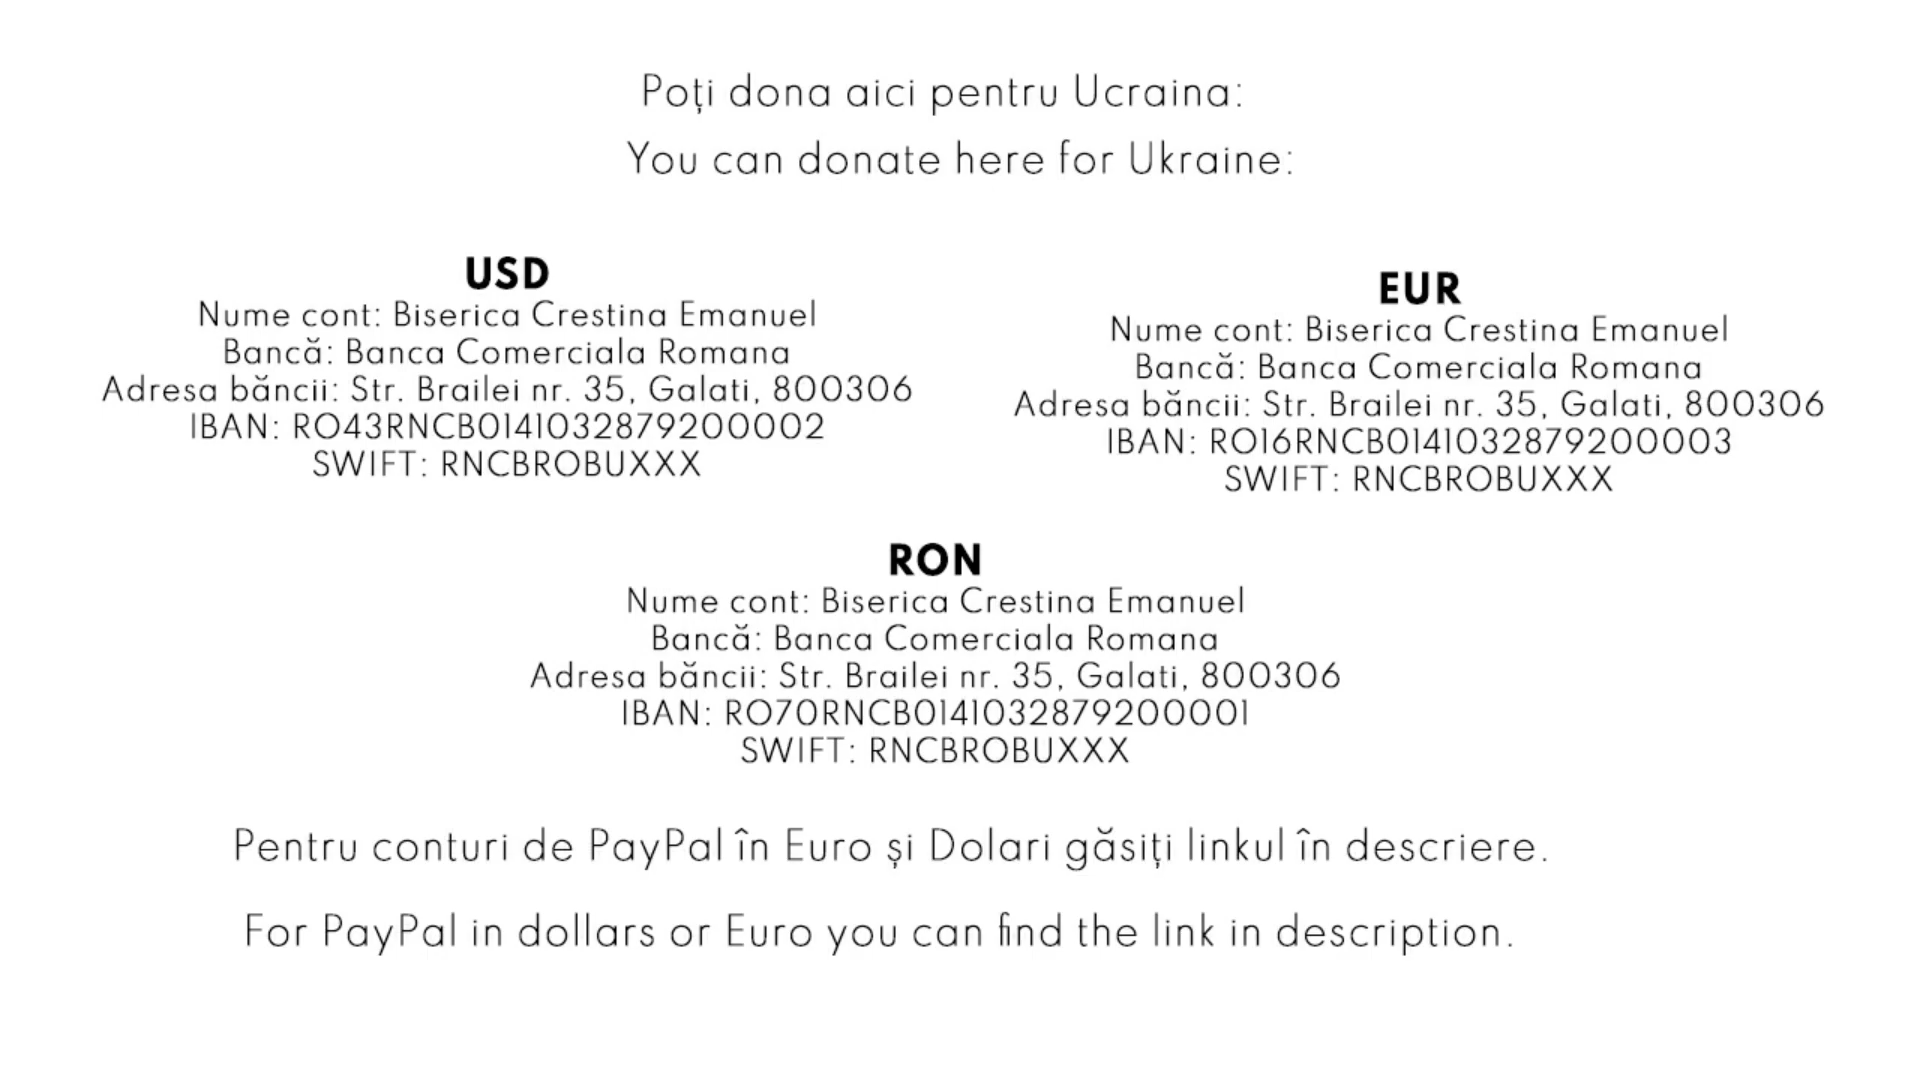 Poți dona aici pentru Ucraina:
You can donate here for Ukraine:
USD
Nume cont: Biserica Crestina Emanuel
Bancă: Banca Comerciala Romana
Adresa băncii: Str. Brailei nr. 35, Galati, 800306
IBAN: RO43RNCB0141032879200002
SWIFT: RNCBROBUXXX
EUR
Nume cont: Biserica Crestina Emanuel
Bancă: Banca Comerciala Romana
Adresa băncii: Str. Brailei nr. 35, Galati, 800306
IBAN: RO16RNCB0141032879200003
SWIFT: RNCBROBUXXX
RON
Nume cont: Biserica Crestina Emanuel
Bancă: Banca Comerciala Romana
Adresa băncii: Str. Brailei nr. 35, Galati, 800306
IBAN: RO70RNCB0141032879200001
SWIFT: RNCBROBUXXX
Pentru conturi de PayPal în Euro și Dolari găsiți linkul în descriere.
For PayPal in dollars or Euro you can find the link in description.